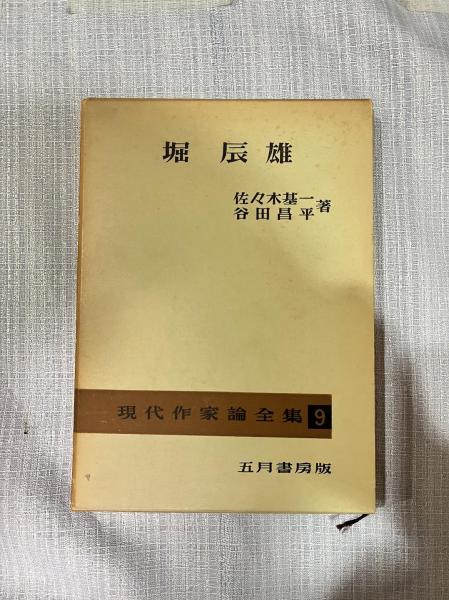 堀辰雄
佐々木基一
谷田昌平 著
現代作家論全集 9
五月書房版